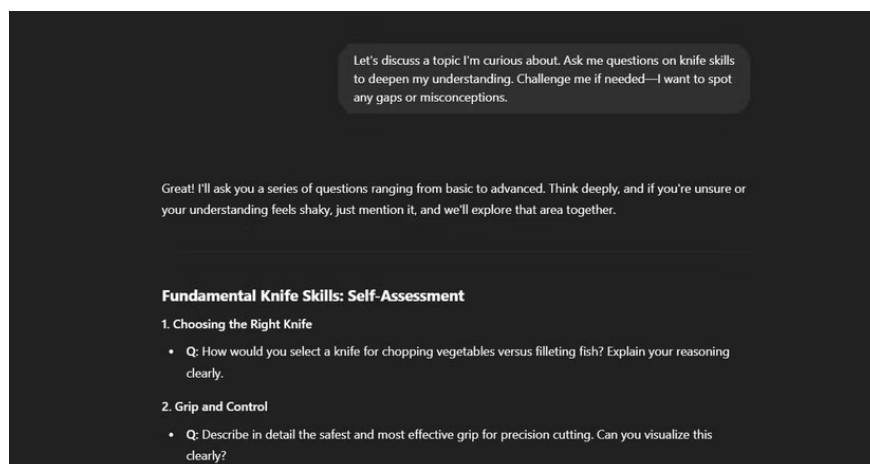 Let's discuss a topic I'm curious about. Ask me questions on knife skills
to deepen my understanding. Challenge me if needed—I want to spot
any gaps or misconceptions.
Great! I'll ask you a series of questions ranging from basic to advanced. Think deeply, and if you're unsure or
your understanding feels shaky, just mention it, and we'll explore that area together.
Fundamental Knife Skills: Self-Assessment
1. Choosing the Right Knife
• Q: How would you select a knife for chopping vegetables versus filleting fish? Explain your reasoning
clearly.
2. Grip and Control
• Q: Describe in detail the safest and most effective grip for precision cutting. Can you visualize this
clearly?